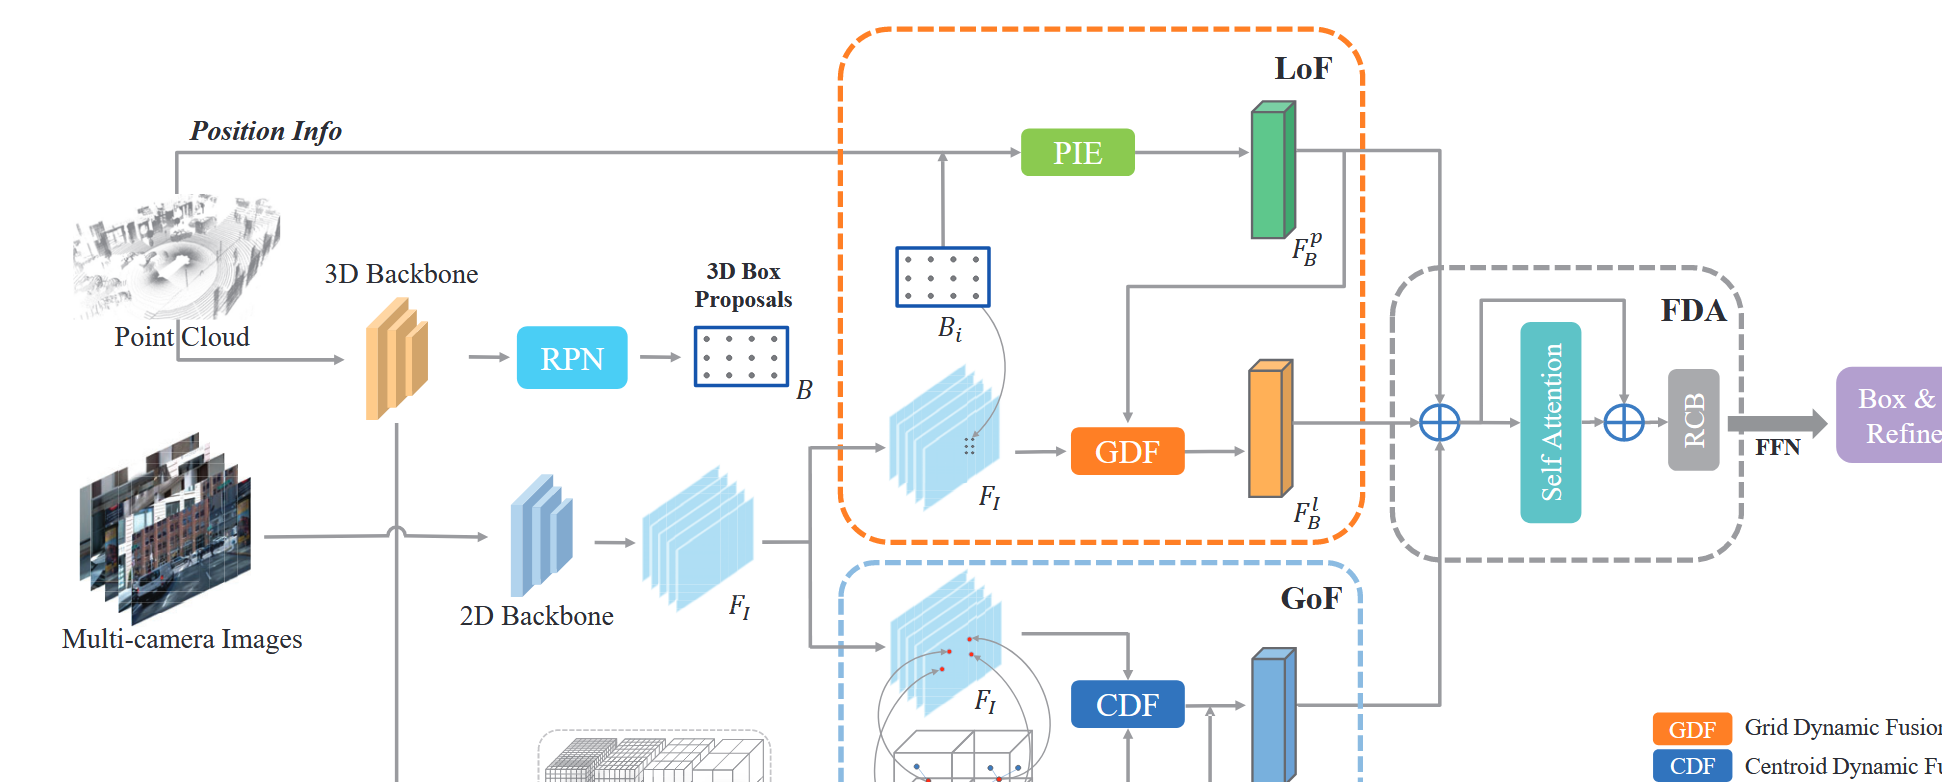 LoF
Position Info
PIE
F_B^p
3D Backbone
3D Box
Proposals
Point Cloud
RPN
B
B_i
FDA
Self Attention
RCB
FFN
Box &
Refine
GDF
F_I
F_B^l
2D Backbone
F_I
Multi-camera Images
GoF
F_I
CDF
GDF Grid Dynamic Fusion
CDF Centroid Dynamic Fu